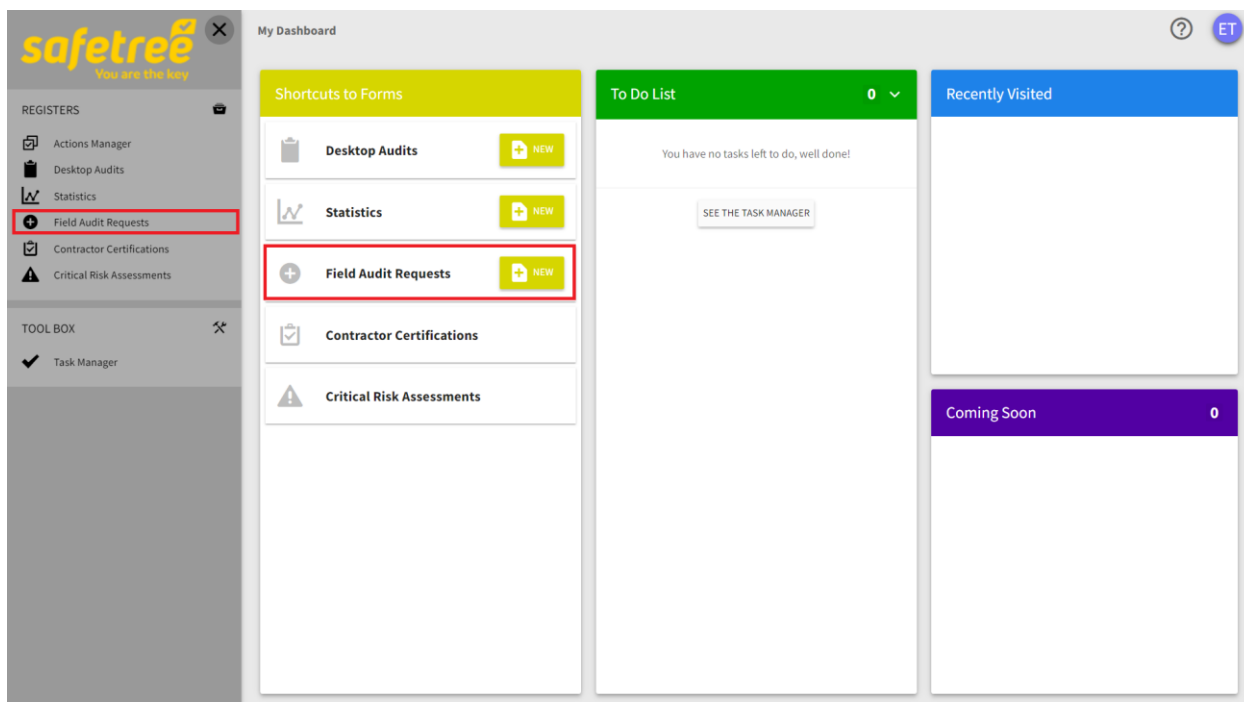 safetree
You are the key
My Dashboard
ET
REGISTERS
Actions Manager
Desktop Audits
Statistics
Field Audit Requests
Contractor Certifications
Critical Risk Assessments
TOOL BOX
Task Manager
Shortcuts to Forms
Desktop Audits NEW
Statistics NEW
Field Audit Requests NEW
Contractor Certifications
Critical Risk Assessments
To Do List 0
You have no tasks left to do, well done!
SEE THE TASK MANAGER
Recently Visited
Coming Soon 0